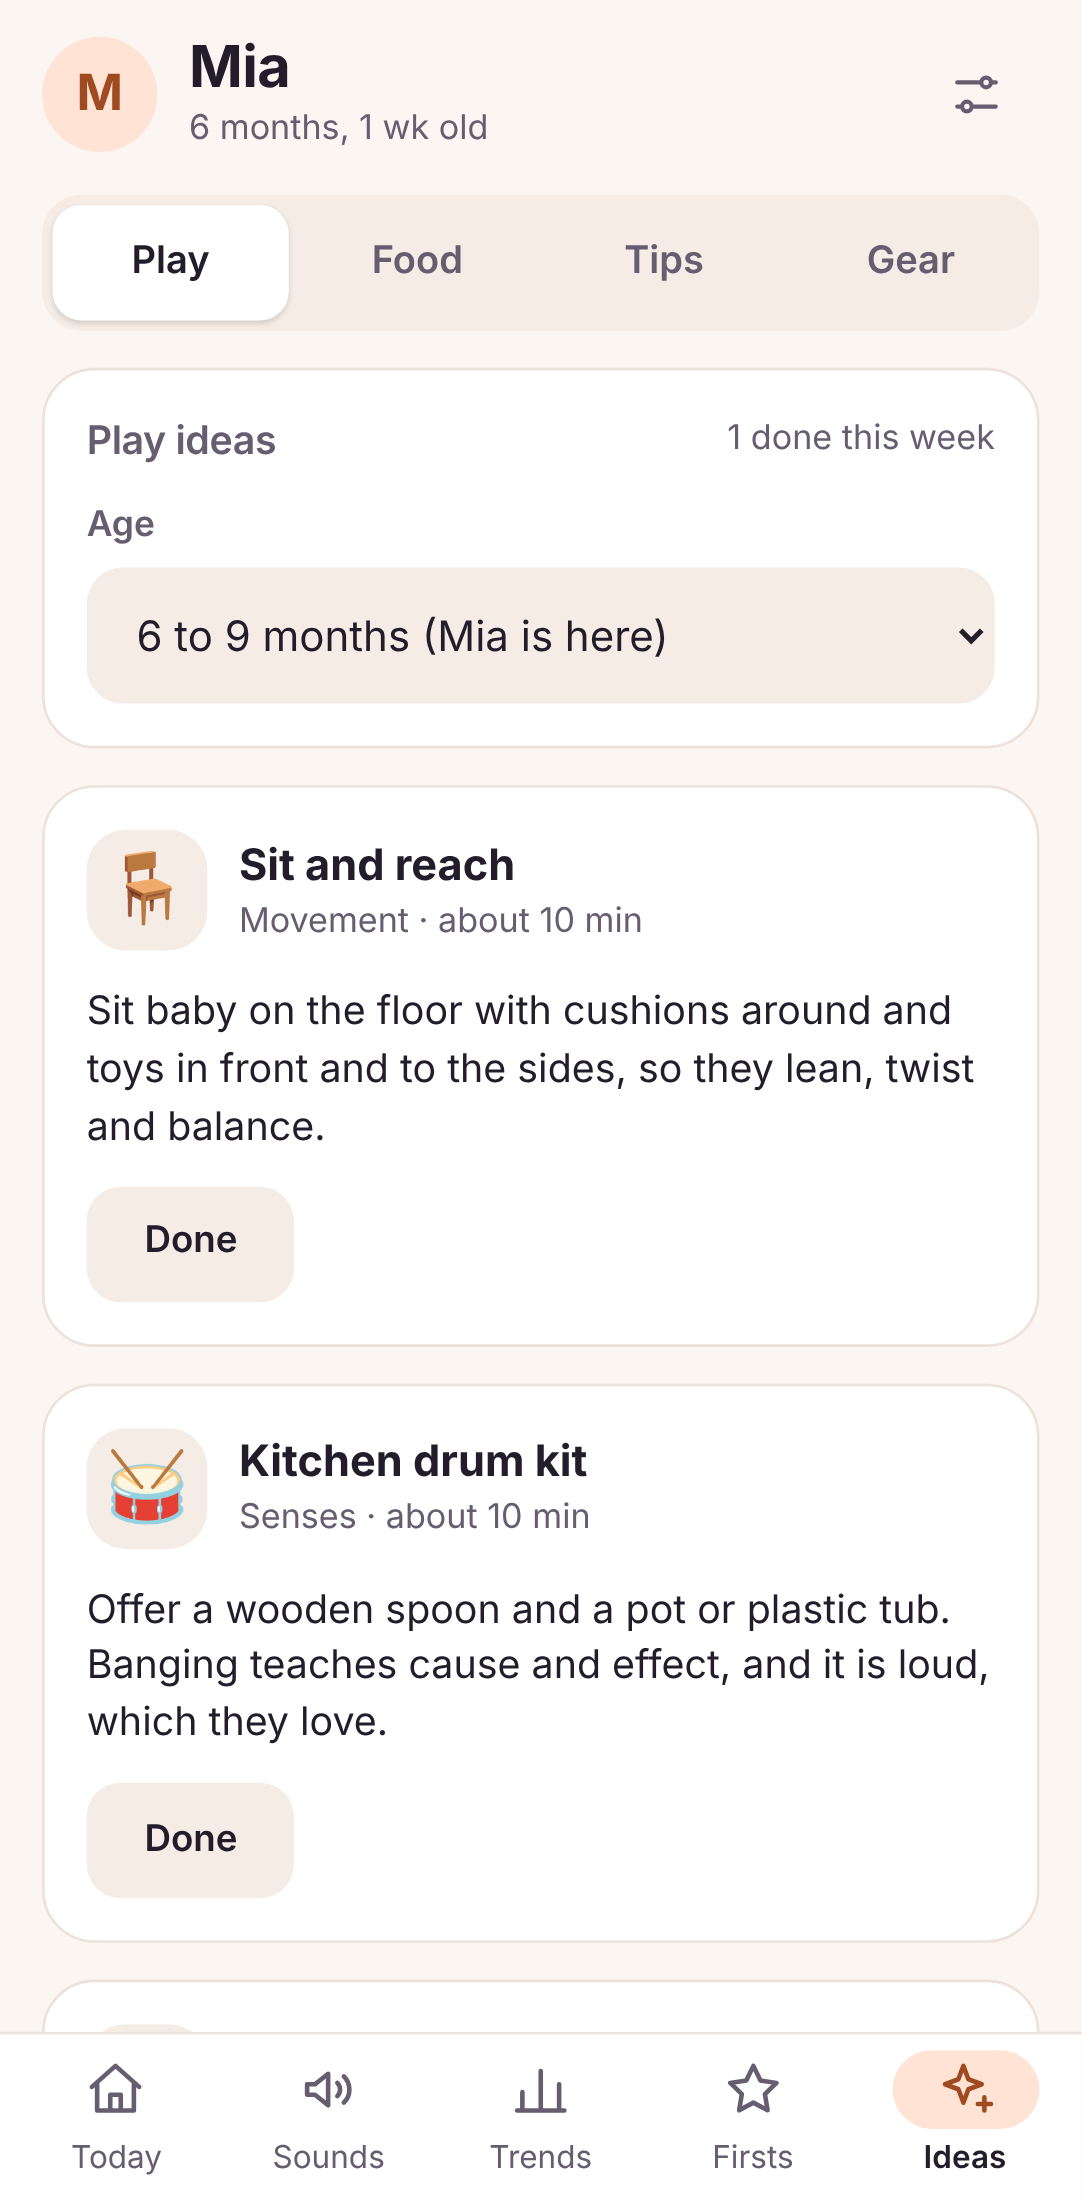 M
Mia
6 months, 1 wk old
Play
Food
Tips
Gear
Play ideas
1 done this week
Age
6 to 9 months (Mia is here)
Sit and reach
Movement · about 10 min
Sit baby on the floor with cushions around and
toys in front and to the sides, so they lean, twist
and balance.
Done
Kitchen drum kit
Senses · about 10 min
Offer a wooden spoon and a pot or plastic tub.
Banging teaches cause and effect, and it is loud,
which they love.
Done
Today
Sounds
Trends
Firsts
Ideas